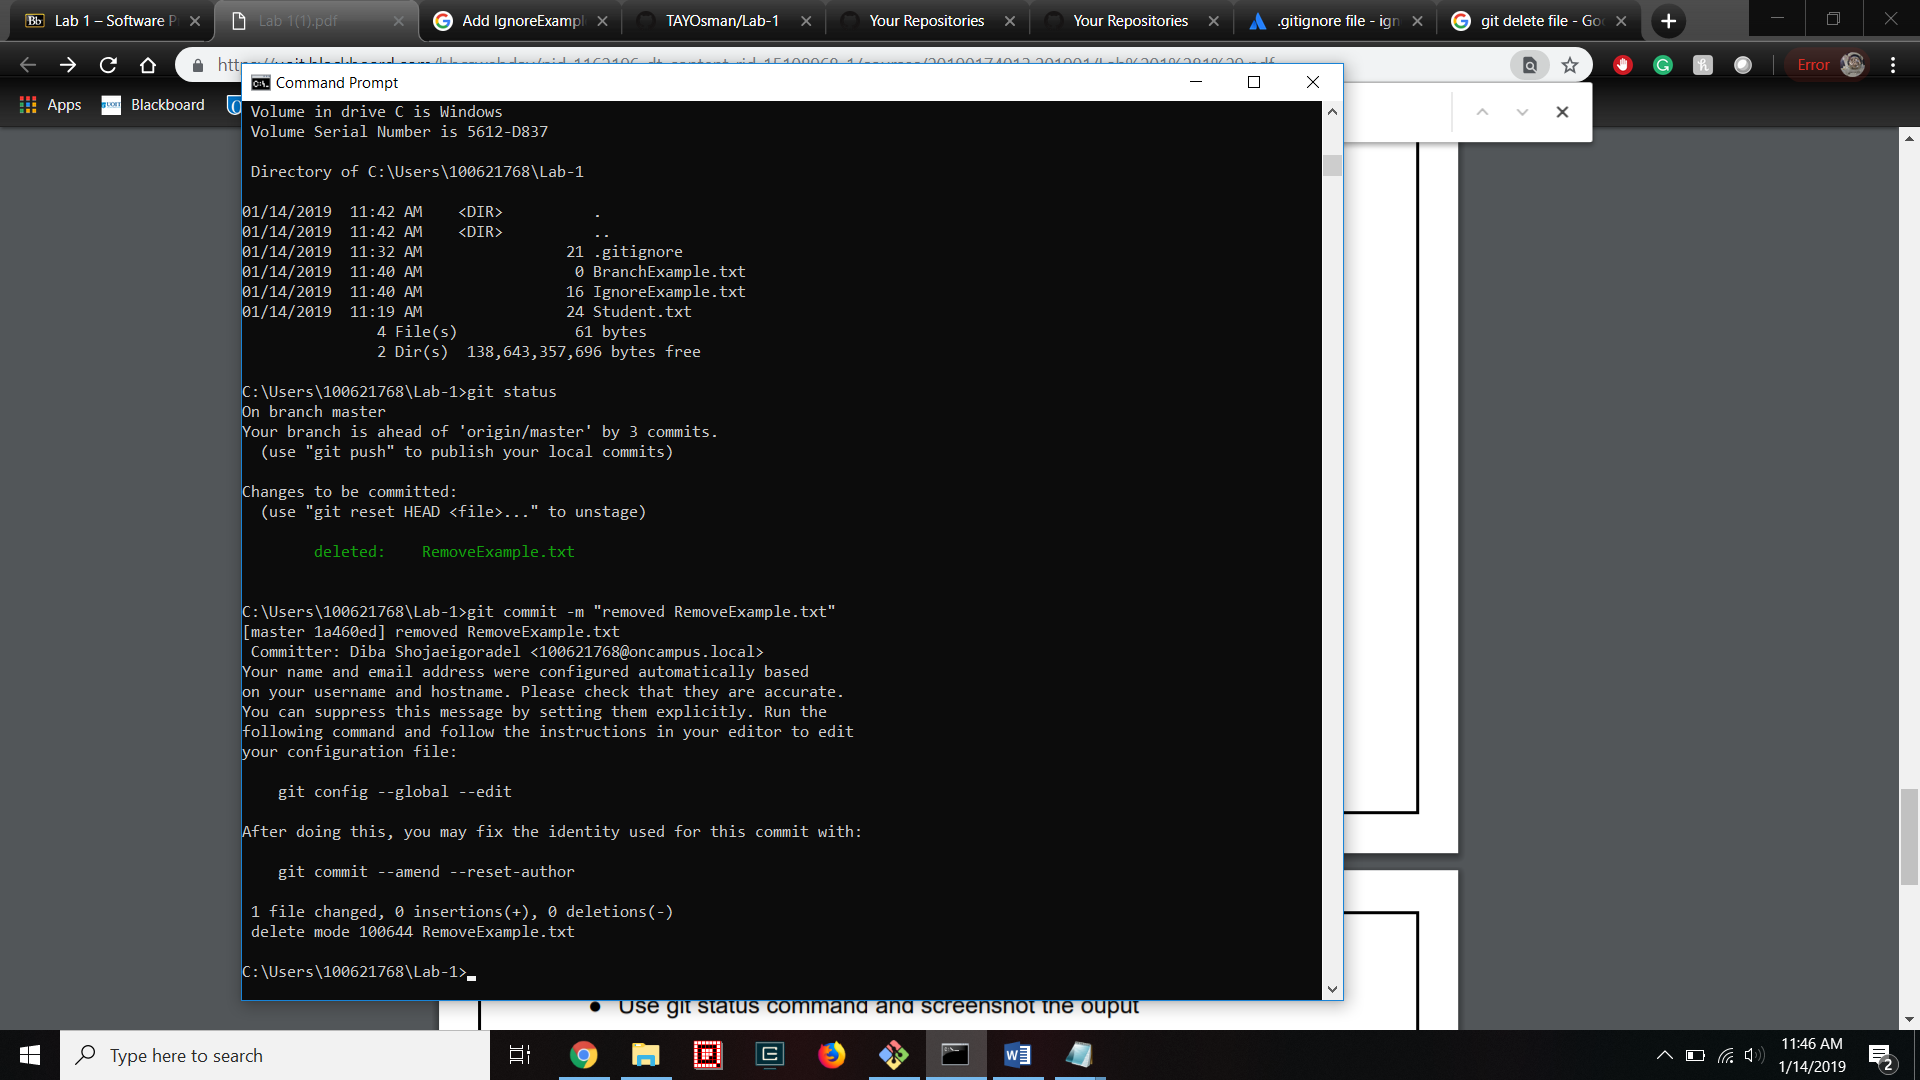 Lab 1 – Software P
Lab 1(1).pdf
Add IgnoreExampl
TAYOsman/Lab-1
Your Repositories
Your Repositories
.gitignore file - ign
git delete file - Goo
Error
Apps
Blackboard
Command Prompt
Volume in drive C is Windows
Volume Serial Number is 5612-D837
Directory of C:\Users\100621768\Lab-1
01/14/2019  11:42 AM    <DIR>          .
01/14/2019  11:42 AM    <DIR>          ..
01/14/2019  11:32 AM                21 .gitignore
01/14/2019  11:40 AM                 0 BranchExample.txt
01/14/2019  11:40 AM                16 IgnoreExample.txt
01/14/2019  11:19 AM                24 Student.txt
4 File(s)             61 bytes
2 Dir(s)  138,643,357,696 bytes free
C:\Users\100621768\Lab-1>git status
On branch master
Your branch is ahead of 'origin/master' by 3 commits.
(use "git push" to publish your local commits)
Changes to be committed:
(use "git reset HEAD <file>..." to unstage)
deleted:    RemoveExample.txt
C:\Users\100621768\Lab-1>git commit -m "removed RemoveExample.txt"
[master 1a460ed] removed RemoveExample.txt
Committer: Diba Shojaeigoradel <100621768@oncampus.local>
Your name and email address were configured automatically based
on your username and hostname. Please check that they are accurate.
You can suppress this message by setting them explicitly. Run the
following command and follow the instructions in your editor to edit
your configuration file:
git config --global --edit
After doing this, you may fix the identity used for this commit with:
git commit --amend --reset-author
1 file changed, 0 insertions(+), 0 deletions(-)
delete mode 100644 RemoveExample.txt
C:\Users\100621768\Lab-1>
● Use git status command and screenshot the ouput
Type here to search
11:46 AM
1/14/2019
2